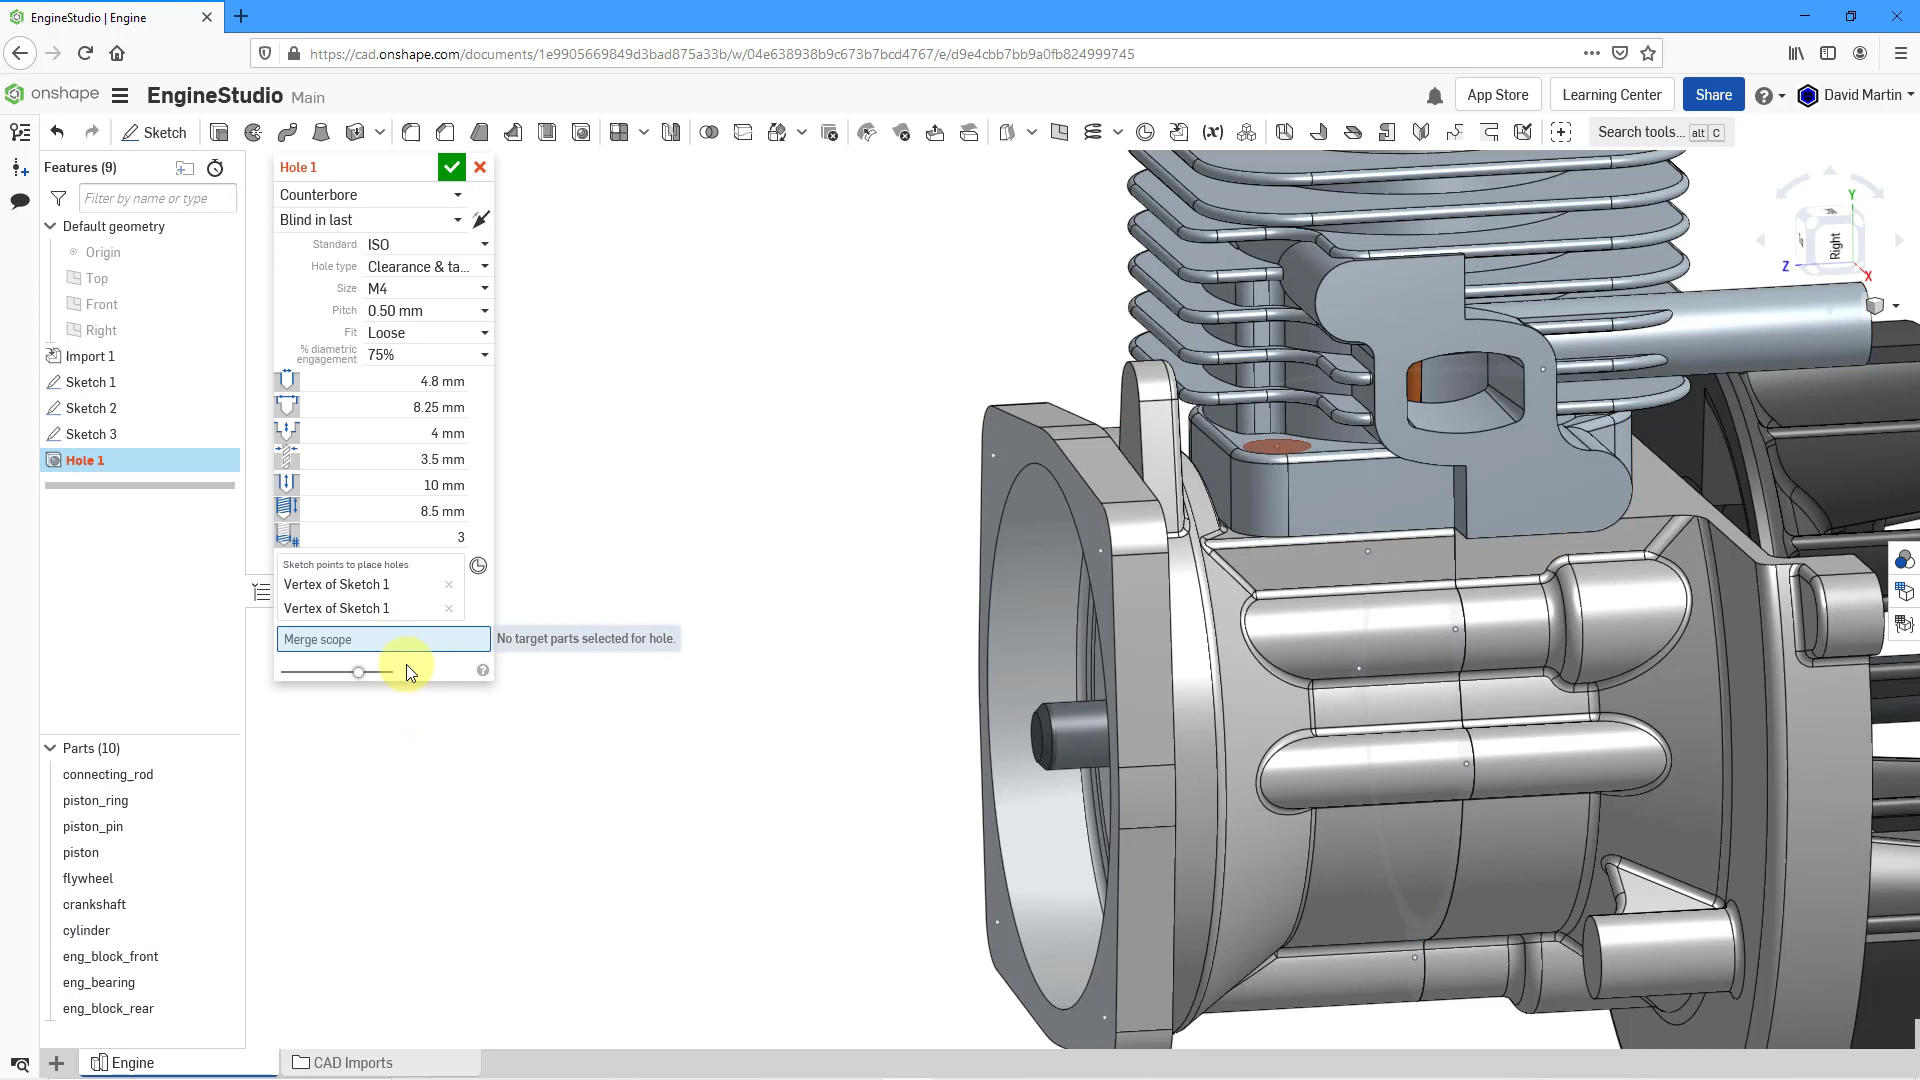 EngineStudio | Engine
https://cad.onshape.com/documents/1e9905669849d3bad875a33b/w/04e638938b9c673b7bcd4767/e/d9e4cbb7bb9a0fb824999745
onshape
EngineStudio Main
App Store
Learning Center
Share
David Martin
Sketch
Search tools... alt C
Features (9)
Filter by name or type
Default geometry
Origin
Top
Front
Right
Import 1
Sketch 1
Sketch 2
Sketch 3
Hole 1
Hole 1
Counterbore
Blind in last
Standard ISO
Hole type Clearance & ta...
Size M4
Pitch 0.50 mm
Fit Loose
% diametric engagement 75%
4.8 mm
8.25 mm
4 mm
3.5 mm
10 mm
8.5 mm
3
Sketch points to place holes
Vertex of Sketch 1
Vertex of Sketch 1
Merge scope
No target parts selected for hole.
Y
Right
Z
X
Parts (10)
connecting_rod
piston_ring
piston_pin
piston
flywheel
crankshaft
cylinder
eng_block_front
eng_bearing
eng_block_rear
Engine
CAD Imports